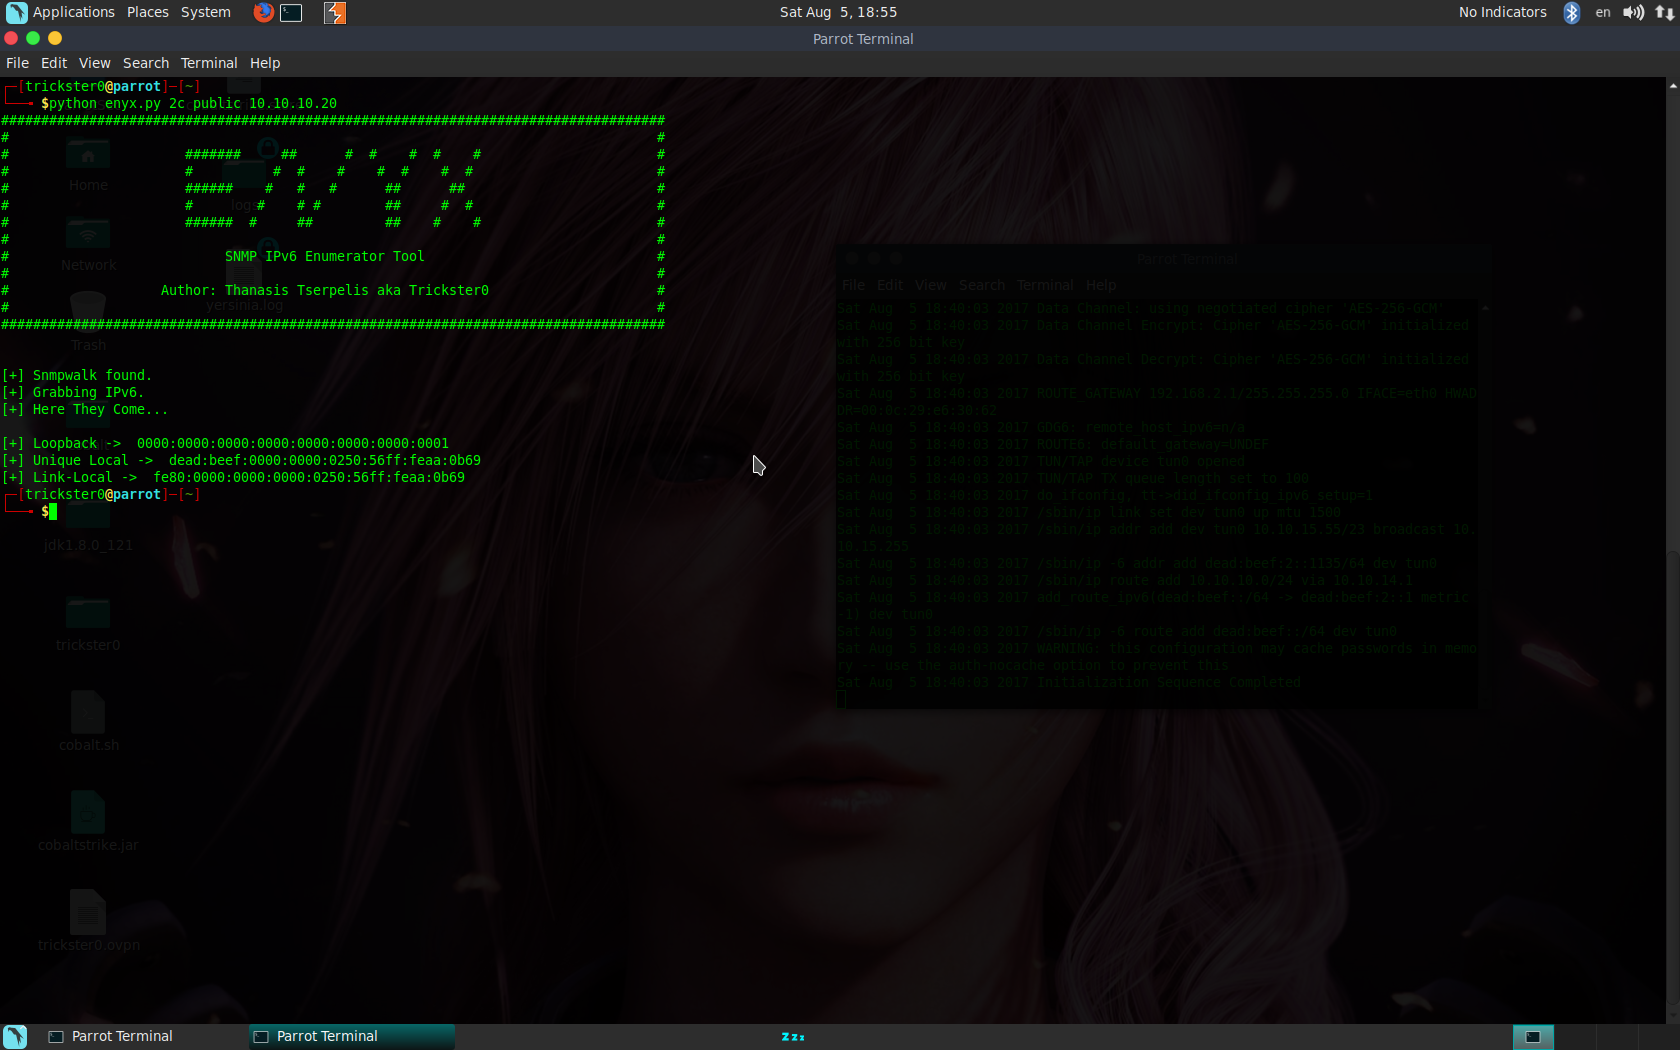 Applications Places System
Sat Aug 5, 18:55
No Indicators
en
Parrot Terminal
File Edit View Search Terminal Help
┌─[trickster0@parrot]─[~]
└──╼ $python enyx.py 2c public 10.10.10.20
###################################################################################
#                                                                                 #
#                      #######     ##      #  #    #  #    #                      #
#                      #          #  #    #    #  #    #  #                       #
#                      ######    #   #   #      ##      ##                        #
#                      #        #    # #        ##     #  #                       #
#                      ######  #     ##         ##    #    #                      #
#                                                                                 #
#                           SNMP IPv6 Enumerator Tool                             #
#                                                                                 #
#                   Author: Thanasis Tserpelis aka Trickster0                     #
#                                                                                 #
###################################################################################
[+] Snmpwalk found.
[+] Grabbing IPv6.
[+] Here They Come...
[+] Loopback -> 0000:0000:0000:0000:0000:0000:0000:0001
[+] Unique Local -> dead:beef:0000:0000:0250:56ff:feaa:0b69
[+] Link-Local -> fe80:0000:0000:0000:0250:56ff:feaa:0b69
┌─[trickster0@parrot]─[~]
└──╼ $
Home
log
Network
yersinia.log
Trash
jdk1.8.0_121
trickster0
cobalt.sh
cobaltstrike.jar
trickster0.ovpn
Parrot Terminal
File Edit View Search Terminal Help
Sat Aug 5 18:40:03 2017 Data Channel: using negotiated cipher 'AES-256-GCM'
Sat Aug 5 18:40:03 2017 Data Channel Encrypt: Cipher 'AES-256-GCM' initialized
with 256 bit key
Sat Aug 5 18:40:03 2017 Data Channel Decrypt: Cipher 'AES-256-GCM' initialized
with 256 bit key
Sat Aug 5 18:40:03 2017 ROUTE_GATEWAY 192.168.2.1/255.255.255.0 IFACE=eth0 HWAD
DR=00:0c:29:e6:30:62
Sat Aug 5 18:40:03 2017 GDG6: remote_host_ipv6=n/a
Sat Aug 5 18:40:03 2017 ROUTE6: default_gateway=UNDEF
Sat Aug 5 18:40:03 2017 TUN/TAP device tun0 opened
Sat Aug 5 18:40:03 2017 TUN/TAP TX queue length set to 100
Sat Aug 5 18:40:03 2017 do_ifconfig, tt->did_ifconfig_ipv6_setup=1
Sat Aug 5 18:40:03 2017 /sbin/ip link set dev tun0 up mtu 1500
Sat Aug 5 18:40:03 2017 /sbin/ip addr add dev tun0 10.10.15.55/23 broadcast 10.
10.15.255
Sat Aug 5 18:40:03 2017 /sbin/ip -6 addr add dead:beef:2::1135/64 dev tun0
Sat Aug 5 18:40:03 2017 /sbin/ip route add 10.10.10.0/24 via 10.10.14.1
Sat Aug 5 18:40:03 2017 add_route_ipv6(dead:beef::/64 -> dead:beef:2::1 metric
-1) dev tun0
Sat Aug 5 18:40:03 2017 /sbin/ip -6 route add dead:beef::/64 dev tun0
Sat Aug 5 18:40:03 2017 WARNING: this configuration may cache passwords in memo
ry -- use the auth-nocache option to prevent this
Sat Aug 5 18:40:03 2017 Initialization Sequence Completed
Parrot Terminal
Parrot Terminal
zzz